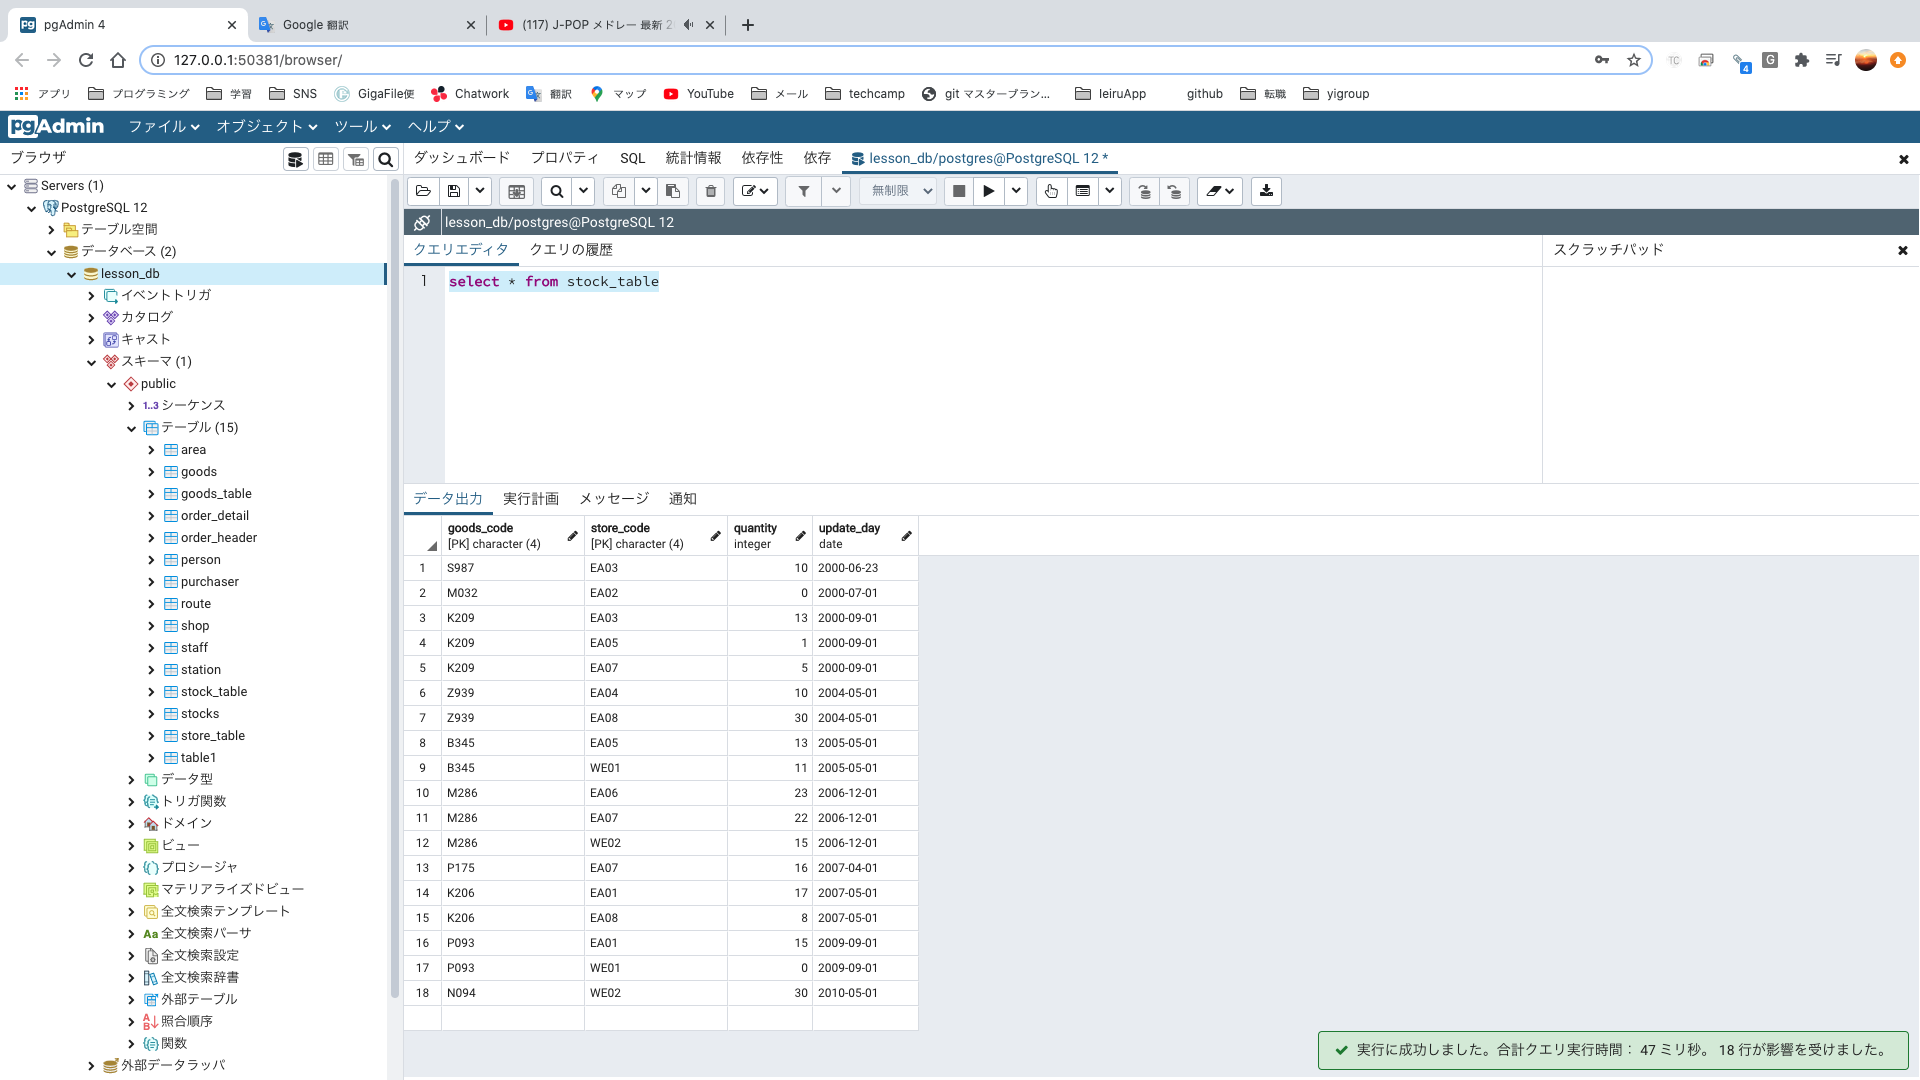 pgAdmin 4
Google 翻訳
(117) J-POP メドレー 最新 2
127.0.0.1:50381/browser/
TC
4
G
アプリ
プログラミング
学習
SNS
GigaFile便
Chatwork
翻訳
マップ
YouTube
メール
techcamp
git マスタープラン...
leiruApp
github
転職
yigroup
pgAdmin
ファイル
オブジェクト
ツール
ヘルプ
ブラウザ
ダッシュボード
プロパティ
SQL
統計情報
依存性
依存
lesson_db/postgres@PostgreSQL 12 *
無制限
lesson_db/postgres@PostgreSQL 12
クエリエディタ
クエリの履歴
スクラッチパッド
1 select * from stock_table
Servers (1)
PostgreSQL 12
テーブル空間
データベース (2)
lesson_db
イベントトリガ
カタログ
キャスト
スキーマ (1)
public
1..3 シーケンス
テーブル (15)
area
goods
goods_table
order_detail
order_header
person
purchaser
route
shop
staff
station
stock_table
stocks
store_table
table1
データ型
トリガ関数
ドメイン
ビュー
プロシージャ
マテリアライズドビュー
全文検索テンプレート
Aa 全文検索パーサ
全文検索設定
全文検索辞書
外部テーブル
照合順序
関数
外部データラッパ
データ出力
実行計画
メッセージ
通知
goods_code [PK] character (4)
store_code [PK] character (4)
quantity integer
update_day date
1 S987 EA03 10 2000-06-23
2 M032 EA02 0 2000-07-01
3 K209 EA03 13 2000-09-01
4 K209 EA05 1 2000-09-01
5 K209 EA07 5 2000-09-01
6 Z939 EA04 10 2004-05-01
7 Z939 EA08 30 2004-05-01
8 B345 EA05 13 2005-05-01
9 B345 WE01 11 2005-05-01
10 M286 EA06 23 2006-12-01
11 M286 EA07 22 2006-12-01
12 M286 WE02 15 2006-12-01
13 P175 EA07 16 2007-04-01
14 K206 EA01 17 2007-05-01
15 K206 EA08 8 2007-05-01
16 P093 EA01 15 2009-09-01
17 P093 WE01 0 2009-09-01
18 N094 WE02 30 2010-05-01
実行に成功しました。合計クエリ実行時間： 47 ミリ秒。 18 行が影響を受けました。